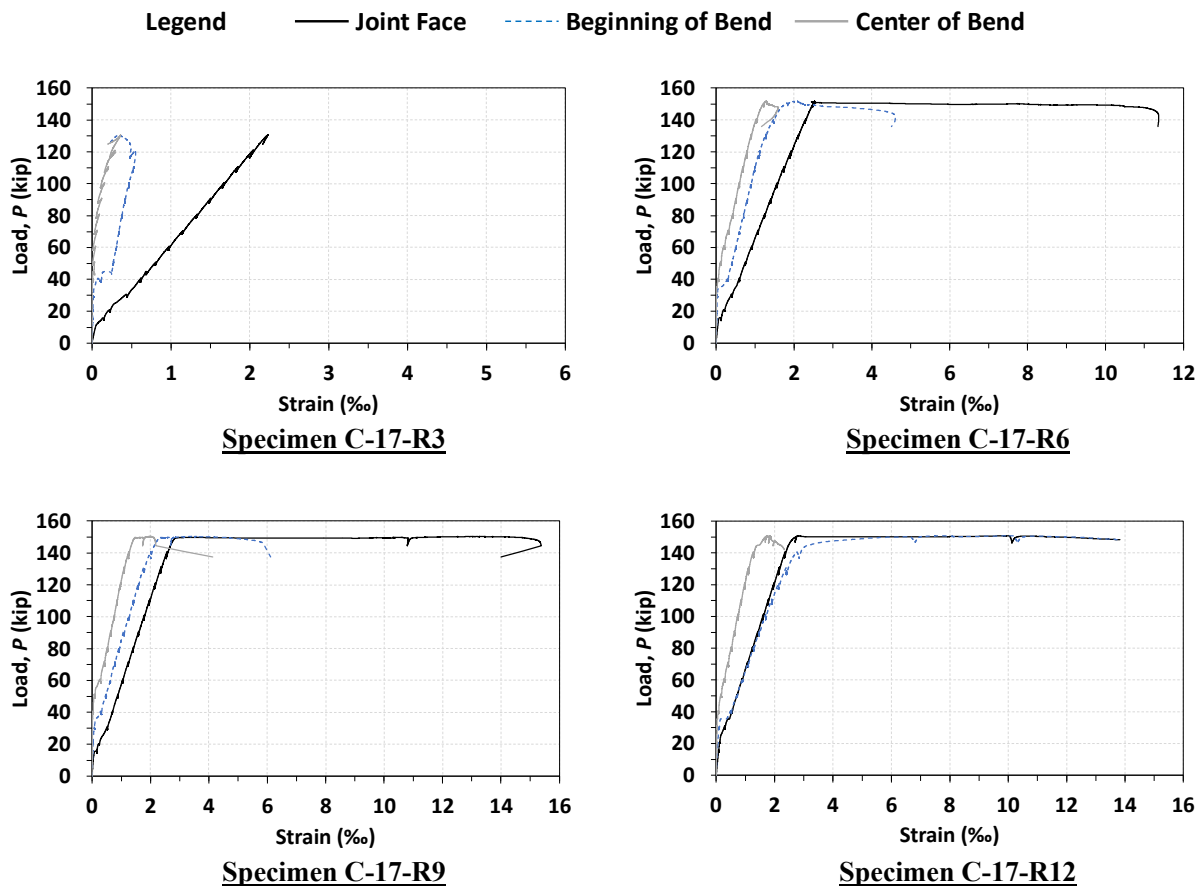 Legend Joint Face Beginning of Bend Center of Bend
160
140
120
100
80
60
40
20
0
Load, P (kip)
0 1 2 3 4 5 6
Strain (‰)
Specimen C-17-R3
160
140
120
100
80
60
40
20
0
Load, P (kip)
0 2 4 6 8 10 12
Strain (‰)
Specimen C-17-R6
160
140
120
100
80
60
40
20
0
Load, P (kip)
0 2 4 6 8 10 12 14 16
Strain (‰)
Specimen C-17-R9
160
140
120
100
80
60
40
20
0
Load, P (kip)
0 2 4 6 8 10 12 14 16
Strain (‰)
Specimen C-17-R12